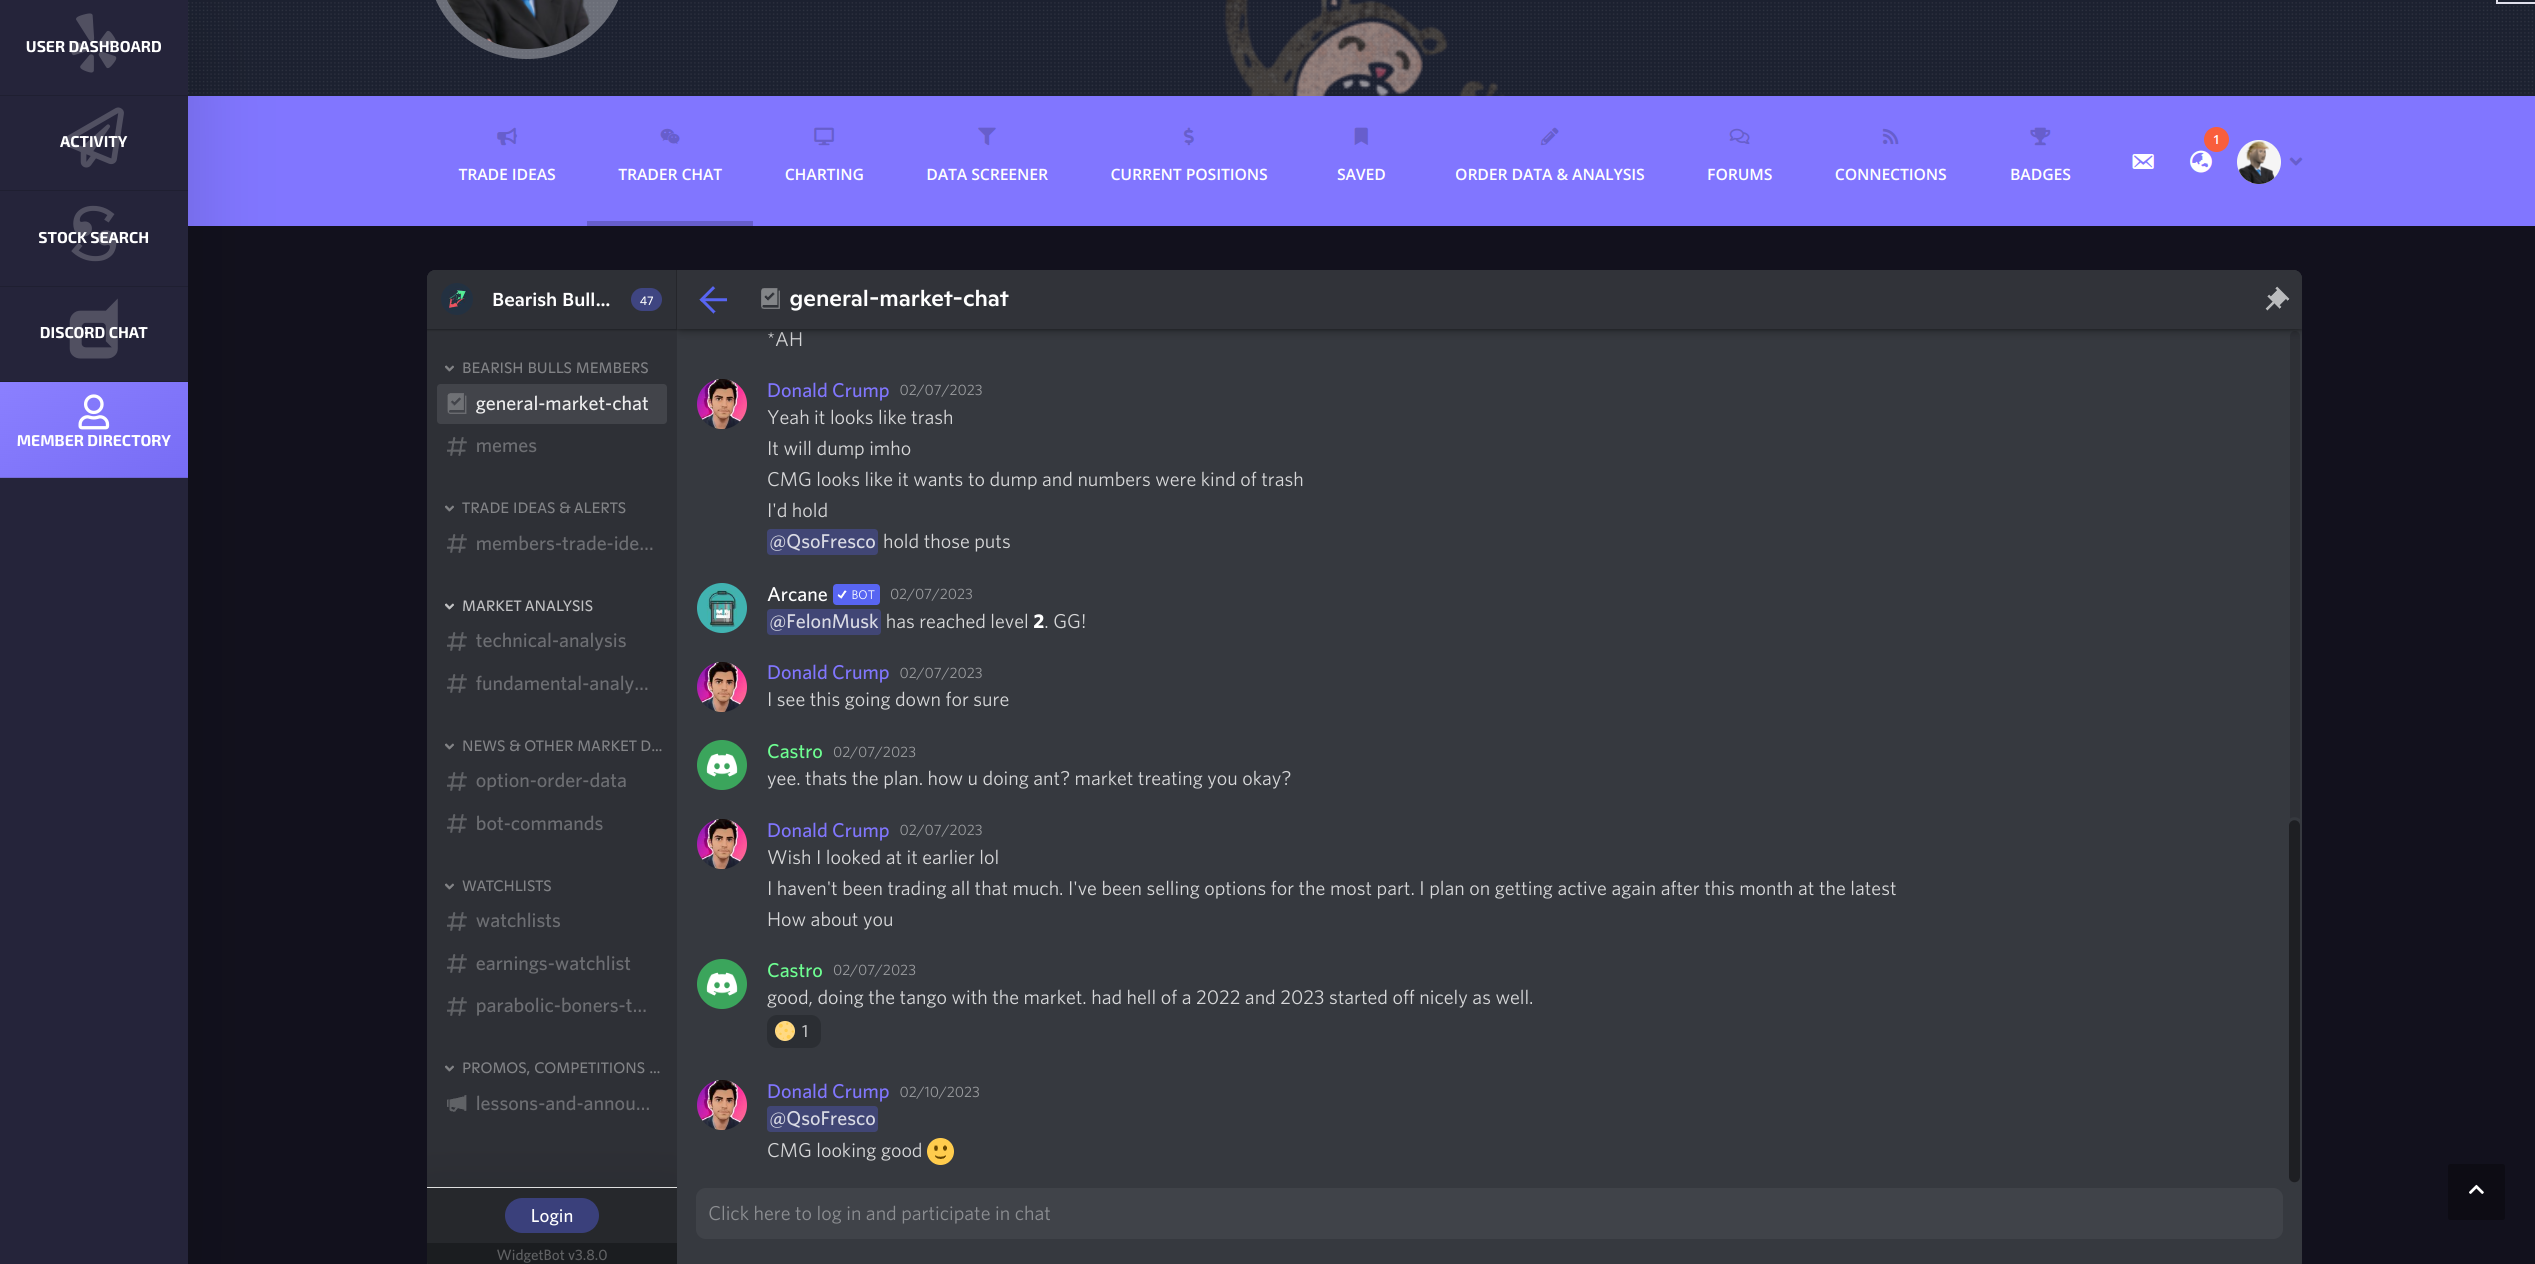 USER DASHBOARD
ACTIVITY
STOCK SEARCH
DISCORD CHAT
MEMBER DIRECTORY
TRADE IDEAS
TRADER CHAT
CHARTING
DATA SCREENER
CURRENT POSITIONS
SAVED
ORDER DATA & ANALYSIS
FORUMS
CONNECTIONS
BADGES
1
Bearish Bull... 47
BEARISH BULLS MEMBERS
general-market-chat
# memes
TRADE IDEAS & ALERTS
# members-trade-ide...
MARKET ANALYSIS
# technical-analysis
# fundamental-analy...
NEWS & OTHER MARKET D...
# option-order-data
# bot-commands
WATCHLISTS
# watchlists
# earnings-watchlist
# parabolic-boners-t...
PROMOS, COMPETITIONS ...
lessons-and-annou...
Login
WidgetBot v3.8.0
general-market-chat
*AH
Donald Crump 02/07/2023
Yeah it looks like trash
It will dump imho
CMG looks like it wants to dump and numbers were kind of trash
I'd hold
@QsoFresco hold those puts
Arcane ✓ BOT 02/07/2023
@FelonMusk has reached level 2. GG!
Donald Crump 02/07/2023
I see this going down for sure
Castro 02/07/2023
yee. thats the plan. how u doing ant? market treating you okay?
Donald Crump 02/07/2023
Wish I looked at it earlier lol
I haven't been trading all that much. I've been selling options for the most part. I plan on getting active again after this month at the latest
How about you
Castro 02/07/2023
good, doing the tango with the market. had hell of a 2022 and 2023 started off nicely as well.
1
Donald Crump 02/10/2023
@QsoFresco
CMG looking good 🙂
Click here to log in and participate in chat